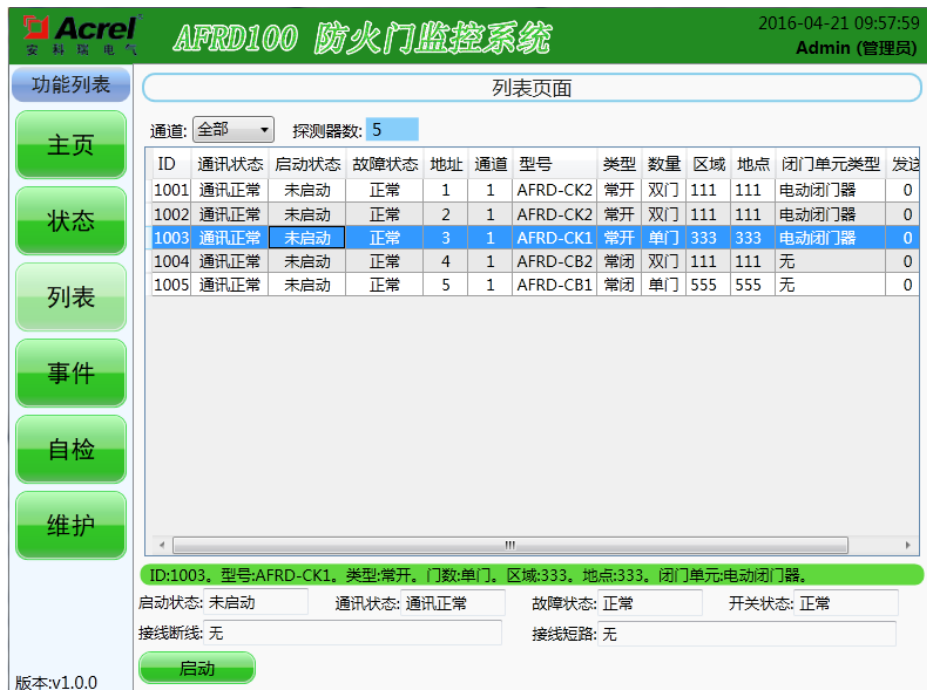 Acrel
安科瑞电气
AFRD100 防火门监控系统
2016-04-21 09:57:59
Admin (管理员)
功能列表
主页
状态
列表
事件
自检
维护
版本:v1.0.0
列表页面
通道: 全部 探测器数: 5
ID 通讯状态 启动状态 故障状态 地址 通道 型号 类型 数量 区域 地点 闭门单元类型 发送
1001 通讯正常 未启动 正常 1 1 AFRD-CK2 常开 双门 111 111 电动闭门器 0
1002 通讯正常 未启动 正常 2 1 AFRD-CK2 常开 双门 111 111 电动闭门器 0
1003 通讯正常 未启动 正常 3 1 AFRD-CK1 常开 单门 333 333 电动闭门器 0
1004 通讯正常 未启动 正常 4 1 AFRD-CB2 常闭 双门 111 111 无 0
1005 通讯正常 未启动 正常 5 1 AFRD-CB1 常闭 单门 555 555 无 0
ID:1003。型号:AFRD-CK1。类型:常开。门数:单门。区域:333。地点:333。闭门单元:电动闭门器。
启动状态: 未启动 通讯状态: 通讯正常 故障状态: 正常 开关状态: 正常
接线断线: 无 接线短路: 无
启动